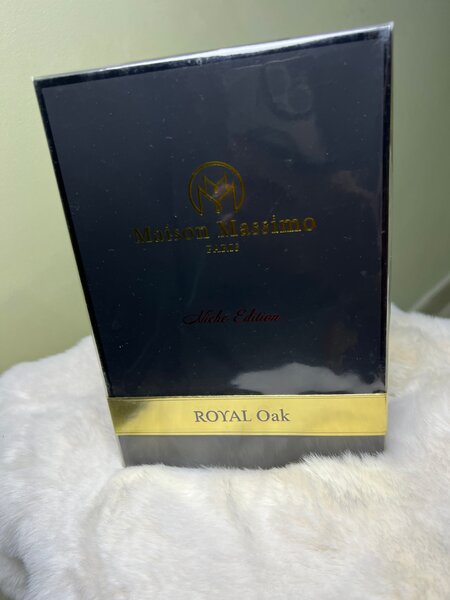 Maison Massimo
PARIS
Niche Edition
ROYAL Oak